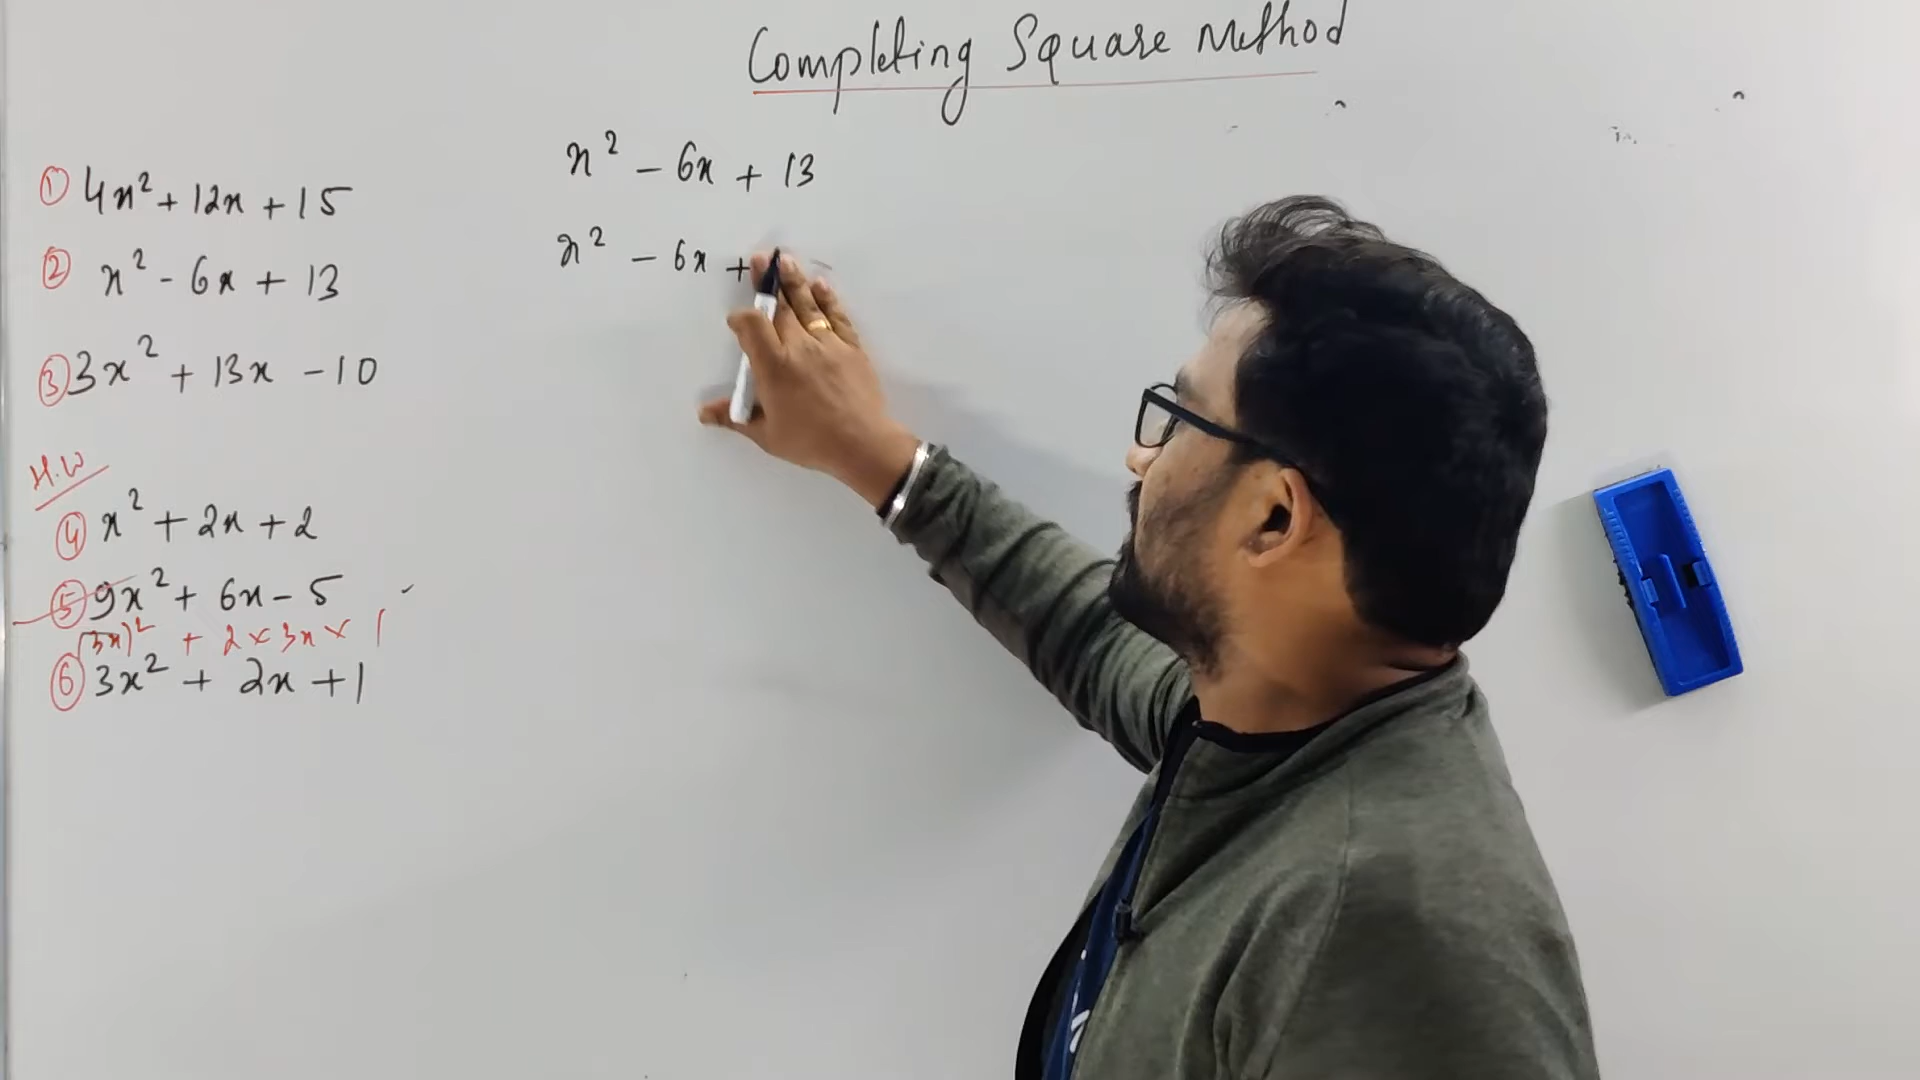 Completing Square Method
① 4x² + 12x + 15
② x² - 6x + 13
③ 3x² + 13x - 10
H.W
④ x² + 2x + 2
⑤ 9x² + 6x - 5
(3x)² + 2 × 3x × 1
⑥ 3x² + 2x + 1
x² - 6x + 13
x² - 6x +